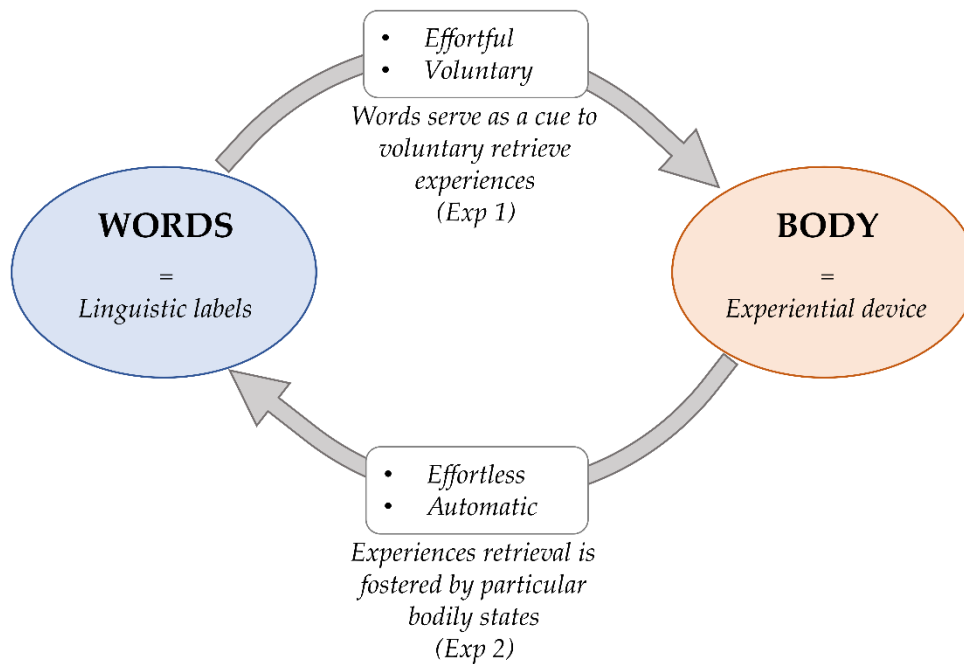 • Effortful
• Voluntary
Words serve as a cue to
voluntary retrieve
experiences
(Exp 1)
WORDS
=
Linguistic labels
BODY
=
Experiential device
• Effortless
• Automatic
Experiences retrieval is
fostered by particular
bodily states
(Exp 2)